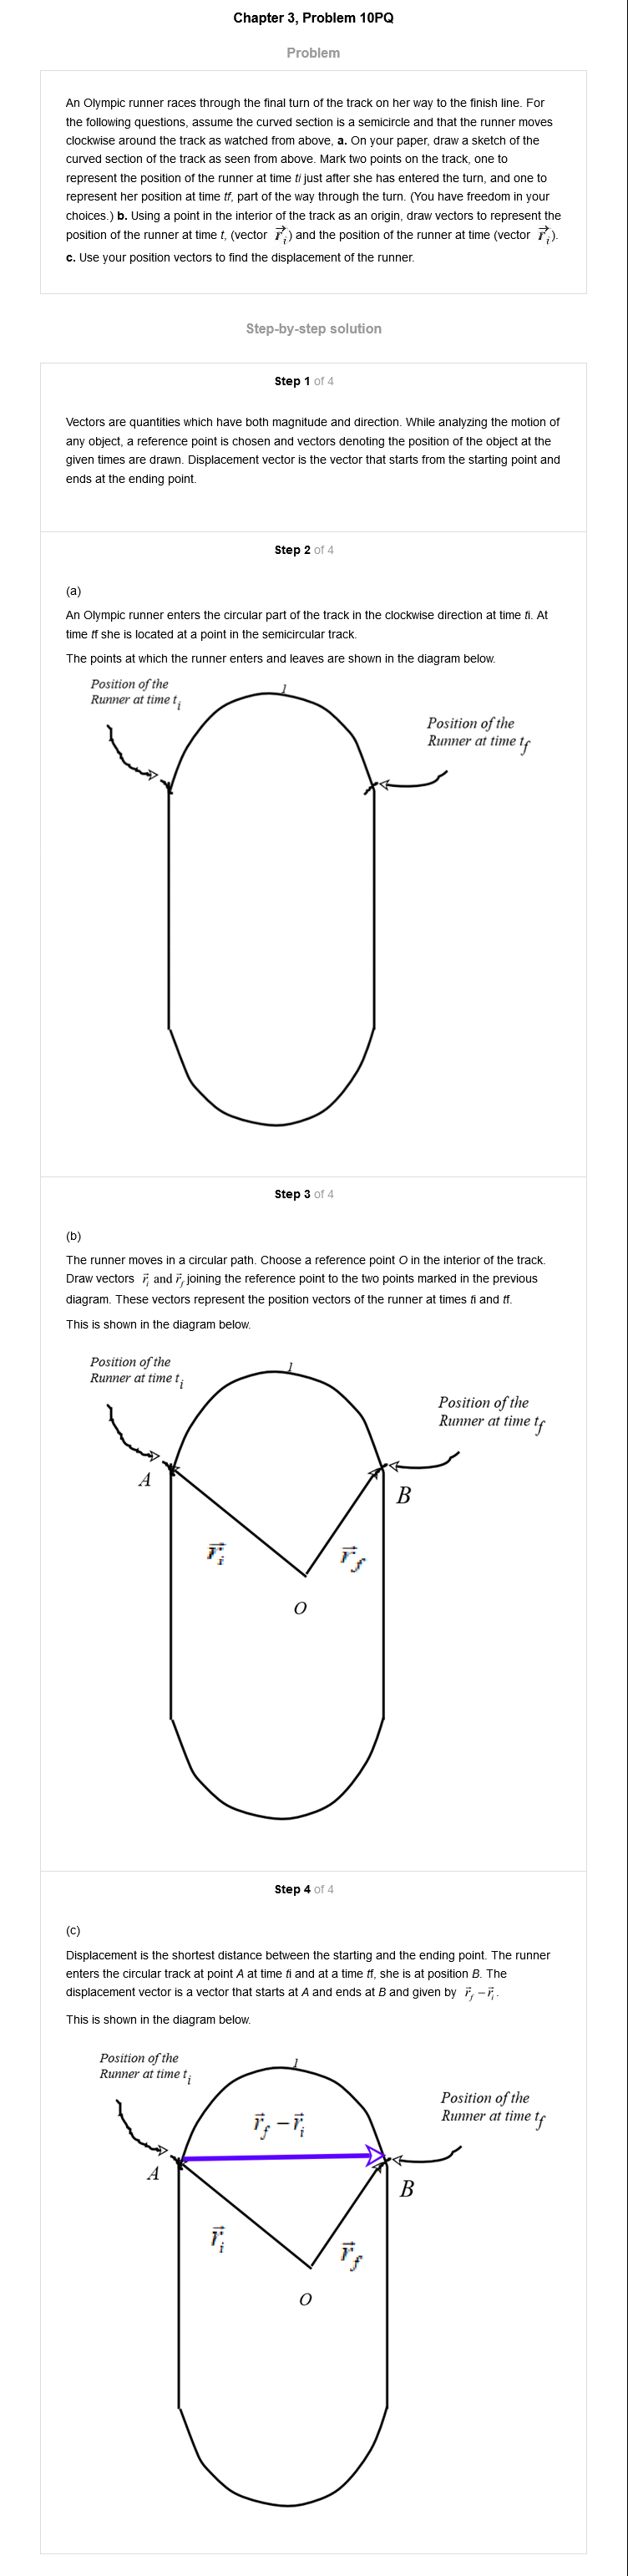 Chapter 3, Problem 10PQ
Problem
An Olympic runner races through the final turn of the track on her way to the finish line. For
the following questions, assume the curved section is a semicircle and that the runner moves
clockwise around the track as watched from above, a. On your paper, draw a sketch of the
curved section of the track as seen from above. Mark two points on the track, one to
represent the position of the runner at time ti just after she has entered the turn, and one to
represent her position at time tf, part of the way through the turn. (You have freedom in your
choices.) b. Using a point in the interior of the track as an origin, draw vectors to represent the
position of the runner at time t, (vector r⃗ᵢ) and the position of the runner at time (vector r⃗ᵢ).
c. Use your position vectors to find the displacement of the runner.
Step-by-step solution
Step 1 of 4
Vectors are quantities which have both magnitude and direction. While analyzing the motion of
any object, a reference point is chosen and vectors denoting the position of the object at the
given times are drawn. Displacement vector is the vector that starts from the starting point and
ends at the ending point.
Step 2 of 4
(a)
An Olympic runner enters the circular part of the track in the clockwise direction at time ti. At
time tf she is located at a point in the semicircular track.
The points at which the runner enters and leaves are shown in the diagram below.
Position of the
Runner at time t_i
Position of the
Runner at time t_f
Step 3 of 4
(b)
The runner moves in a circular path. Choose a reference point O in the interior of the track.
Draw vectors r⃗_i and r⃗_f joining the reference point to the two points marked in the previous
diagram. These vectors represent the position vectors of the runner at times ti and tf.
This is shown in the diagram below.
Position of the
Runner at time t_i
Position of the
Runner at time t_f
A
B
r⃗_i
r⃗_f
O
Step 4 of 4
(c)
Displacement is the shortest distance between the starting and the ending point. The runner
enters the circular track at point A at time ti and at a time tf, she is at position B. The
displacement vector is a vector that starts at A and ends at B and given by r⃗_f − r⃗_i.
This is shown in the diagram below.
Position of the
Runner at time t_i
Position of the
Runner at time t_f
r⃗_f − r⃗_i
A
B
r⃗_i
r⃗_f
O